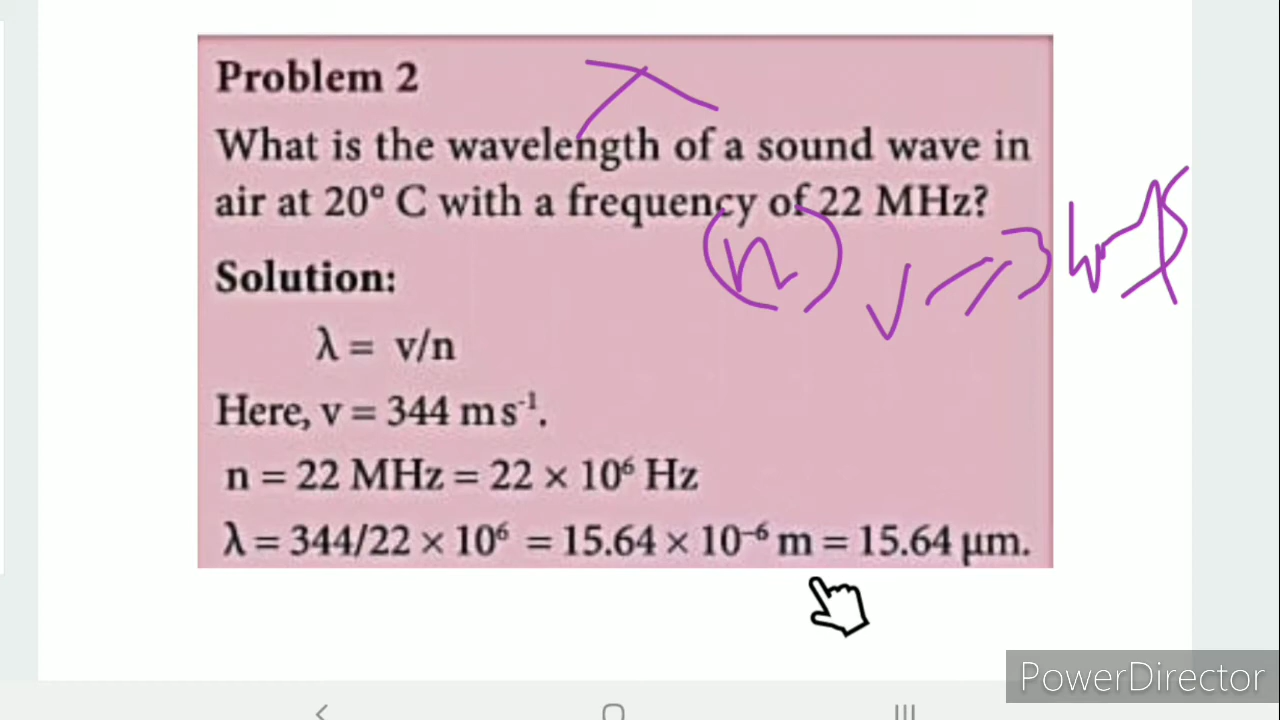 Problem 2
What is the wavelength of a sound wave in
air at 20° C with a frequency of 22 MHz?
(n)
Solution:
λ = v/n
Here, v = 344 m s⁻¹.
n = 22 MHz = 22 × 10⁶ Hz
λ = 344/22 × 10⁶ = 15.64 × 10⁻⁶ m = 15.64 µm.
PowerDirector